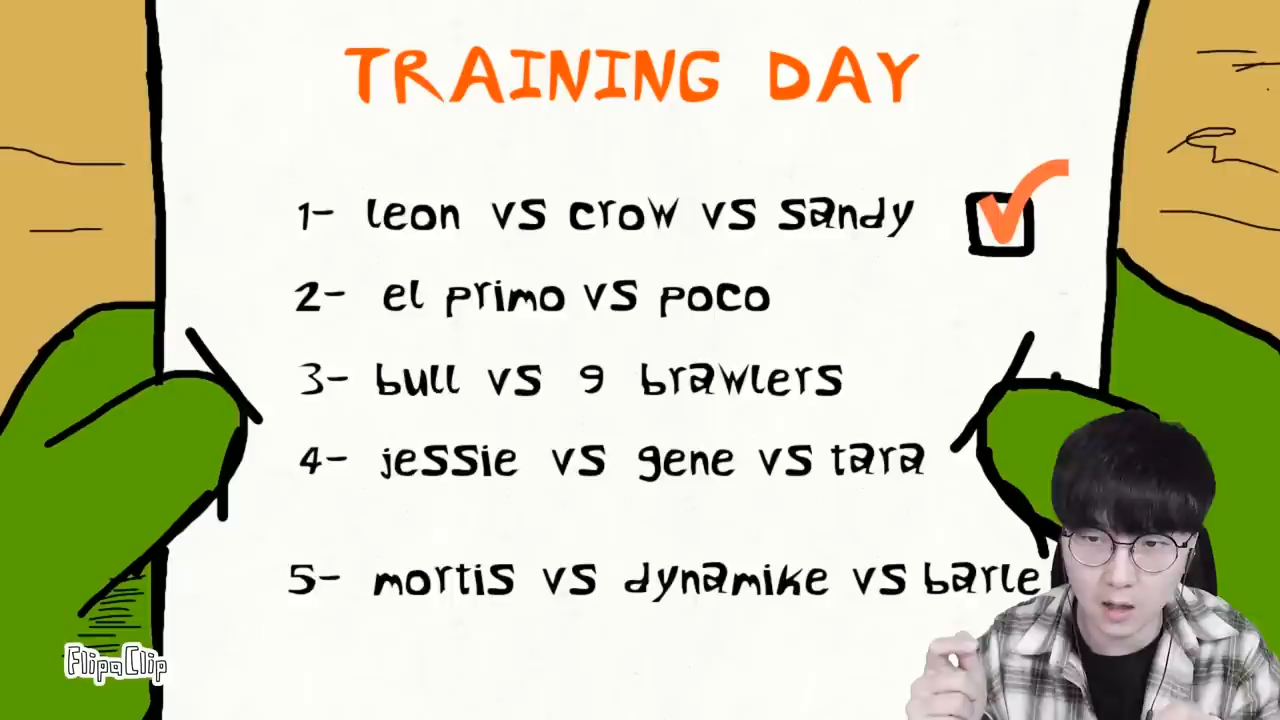 TRAINING DAY
1- leon vs crow vs sandy
2- el primo vs poco
3- bull vs 9 brawlers
4- jessie vs gene vs tara
5- mortis vs dynamike vs barle
FlipaClip